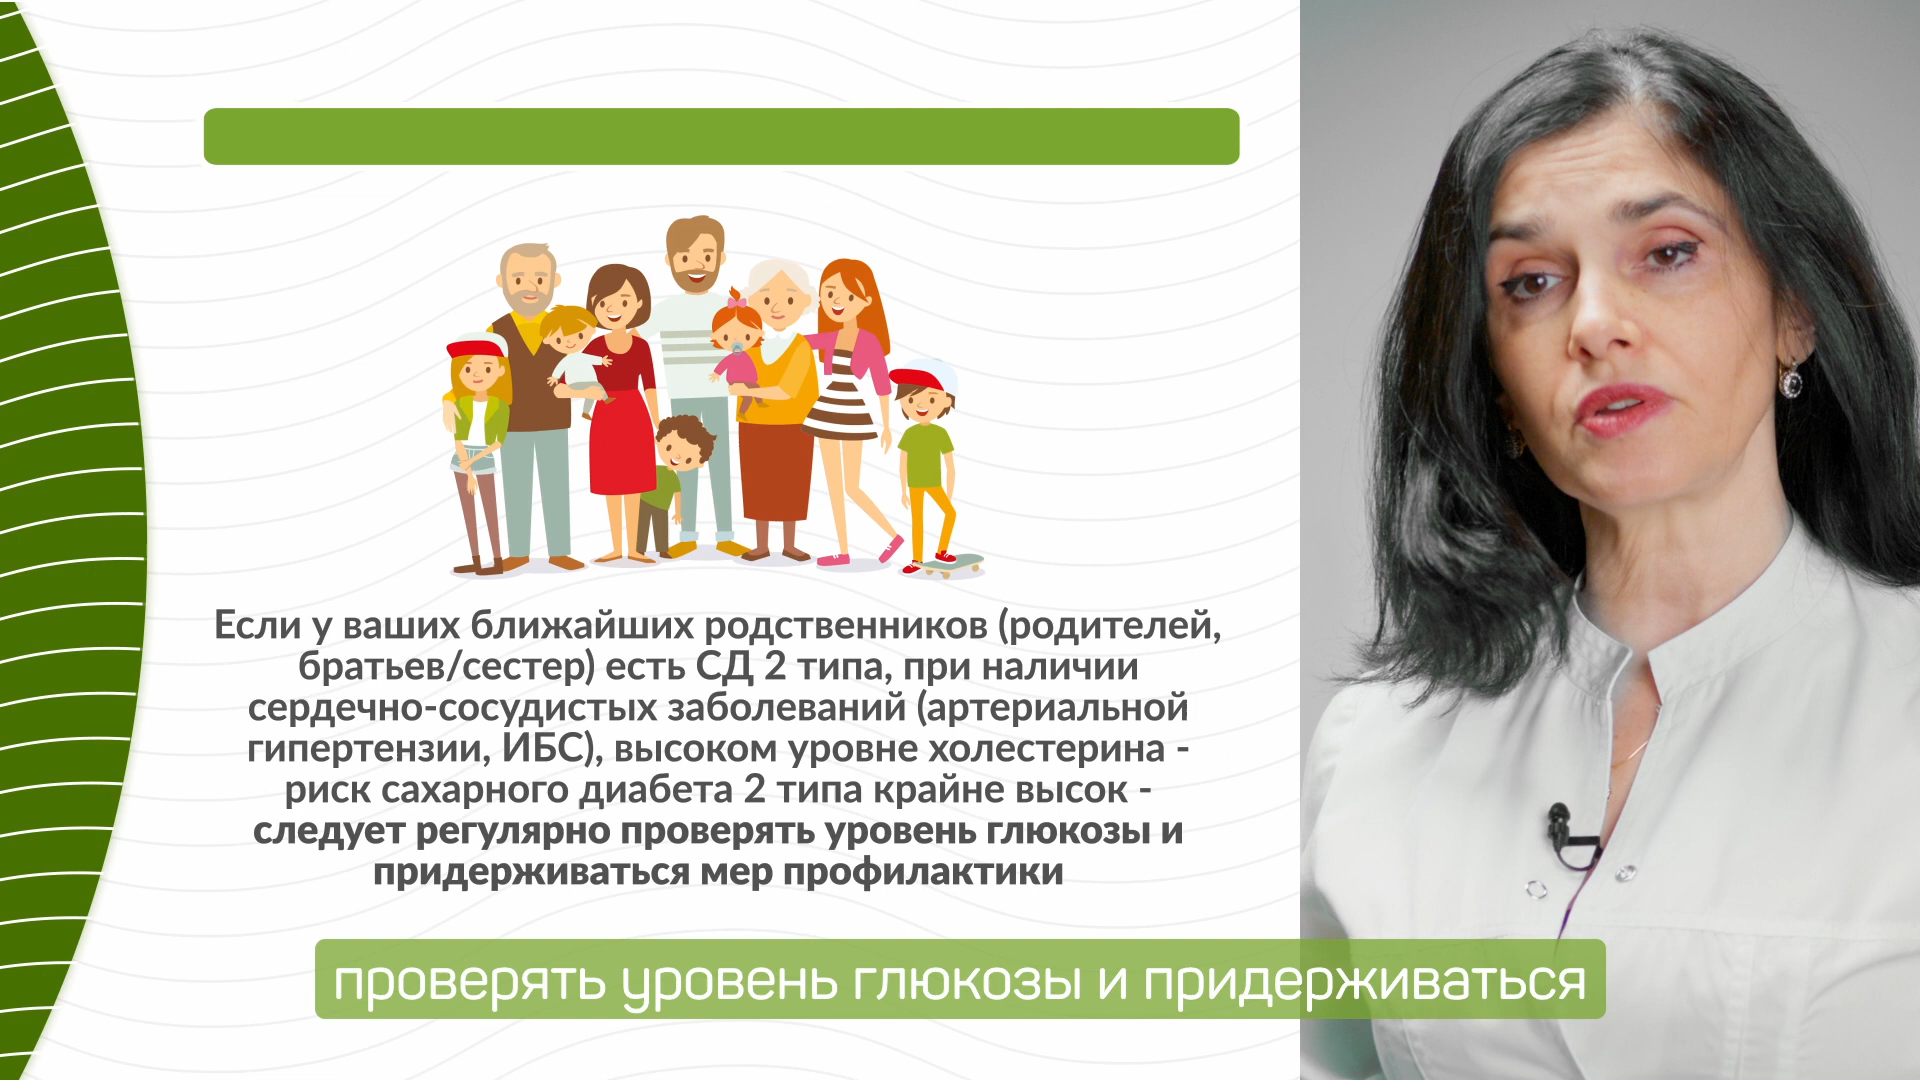 Если у ваших ближайших родственников (родителей,
братьев/сестер) есть СД 2 типа, при наличии
сердечно-сосудистых заболеваний (артериальной
гипертензии, ИБС), высоком уровне холестерина -
риск сахарного диабета 2 типа крайне высок -
следует регулярно проверять уровень глюкозы и
придерживаться мер профилактики
проверять уровень глюкозы и придерживаться